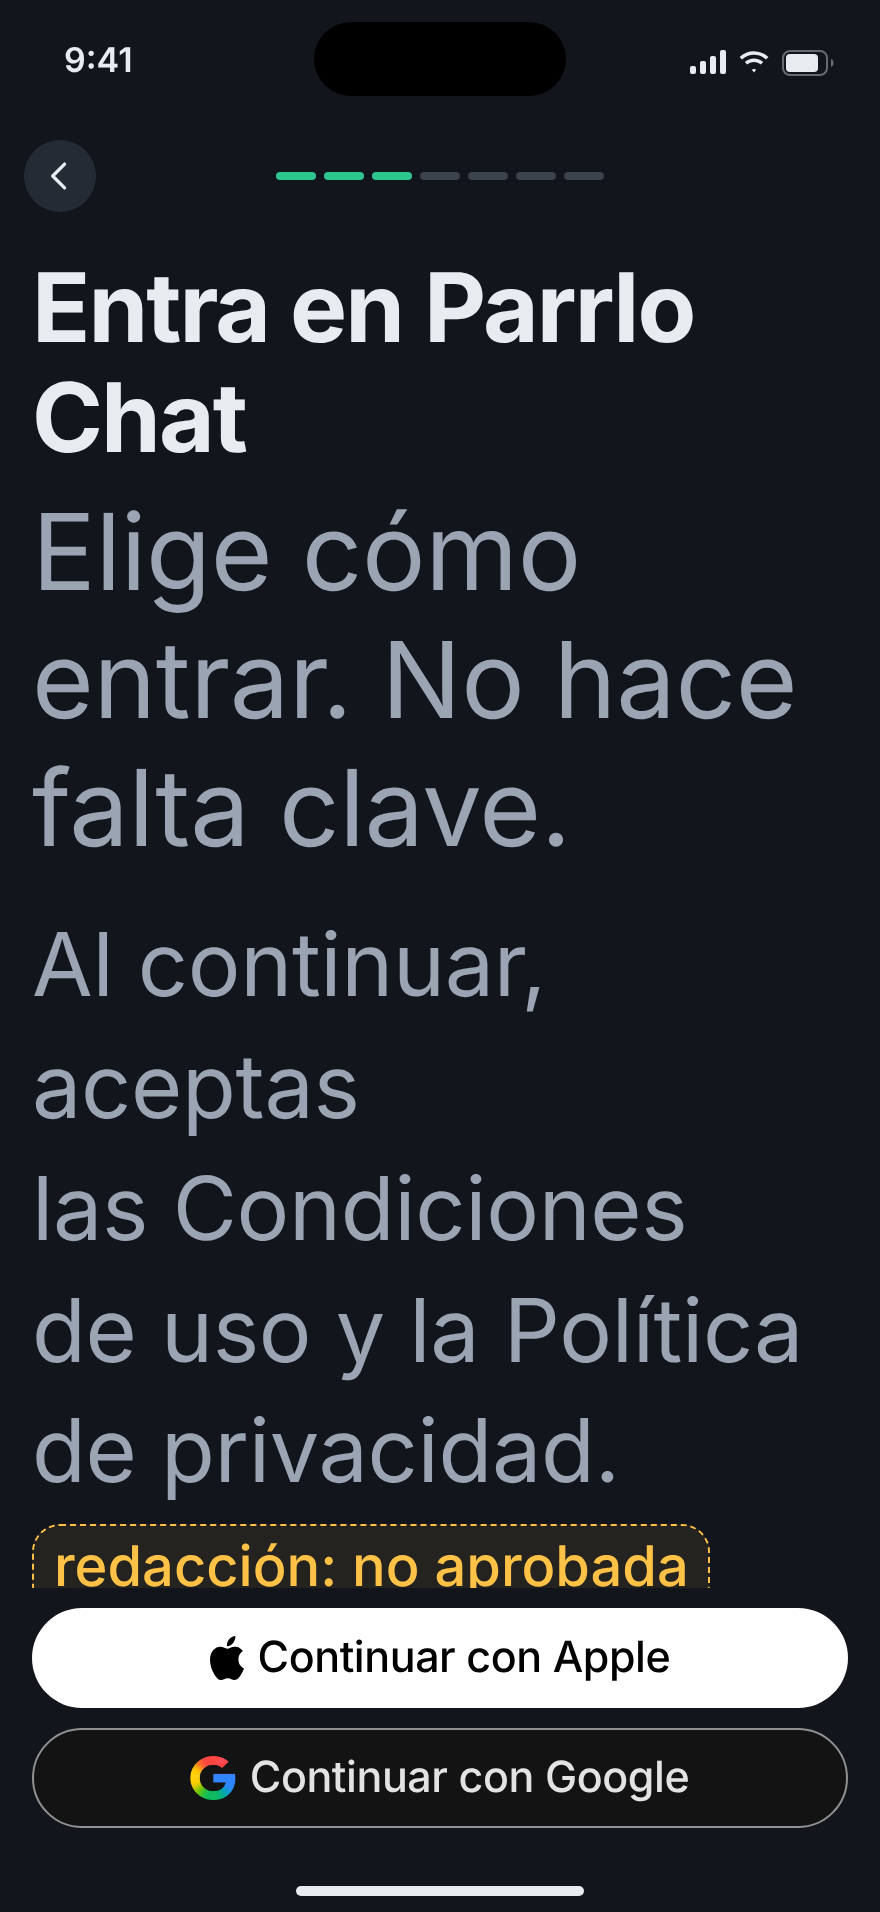 9:41
Entra en Parrlo
Chat
Elige cómo
entrar. No hace
falta clave.
Al continuar,
aceptas
las Condiciones
de uso y la Política
de privacidad.
redacción: no aprobada
Continuar con Apple
Continuar con Google